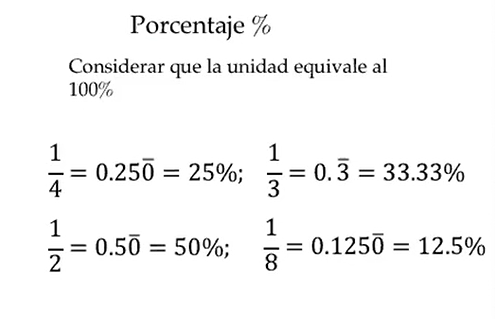 Porcentaje %
Considerar que la unidad equivale al
100%
1/4 = 0.250̅ = 25%; 1/3 = 0.3̅ = 33.33%
1/2 = 0.50̅ = 50%; 1/8 = 0.1250̅ = 12.5%